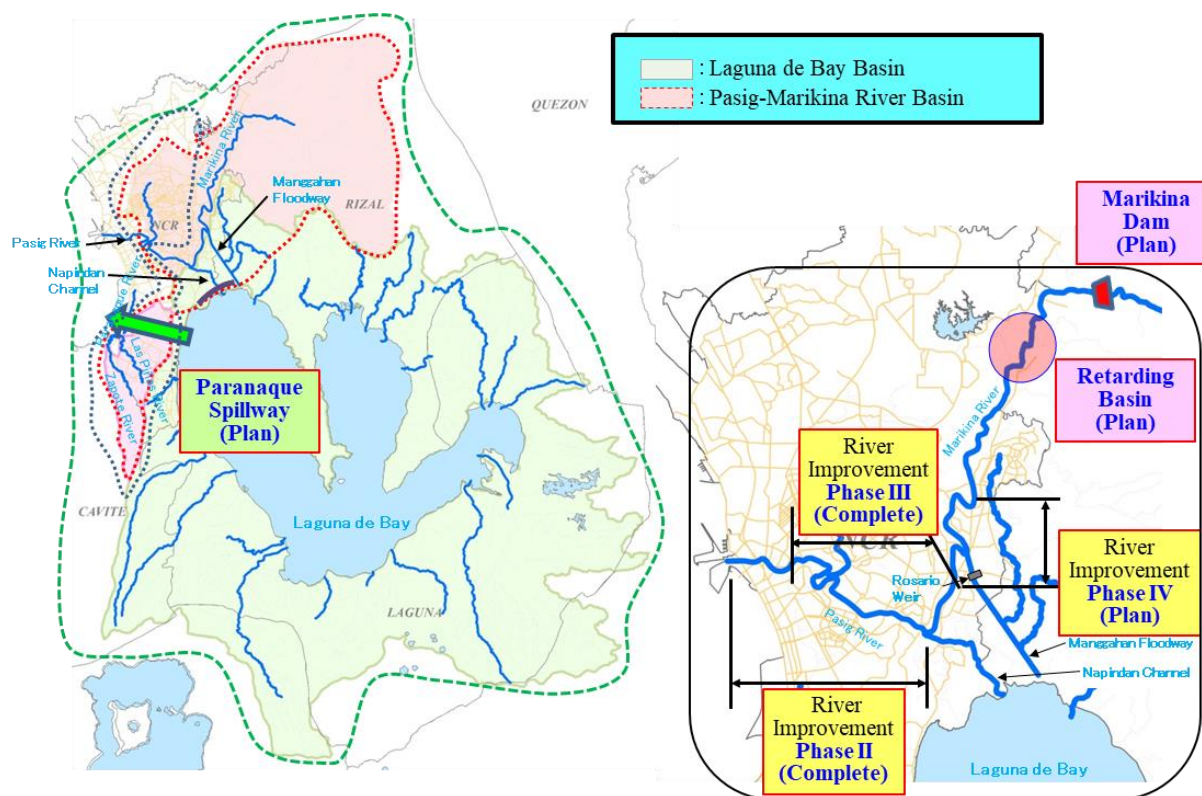 : Laguna de Bay Basin
: Pasig-Marikina River Basin
QUEZON
Marikina River
Manggahan
Floodway
RIZAL
NCR
Pasig River
Napindan
Channel
Las Piñas River
Zapote River
Paranaque
Spillway
(Plan)
CAVITE
Laguna de Bay
LAGUNA
Marikina
Dam
(Plan)
Retarding
Basin
(Plan)
Marikina River
River
Improvement
Phase III
(Complete)
NCR
Rosario
Weir
River
Improvement
Phase IV
(Plan)
Pasig River
Manggahan Floodway
Napindan Channel
River
Improvement
Phase II
(Complete)
Laguna de Bay